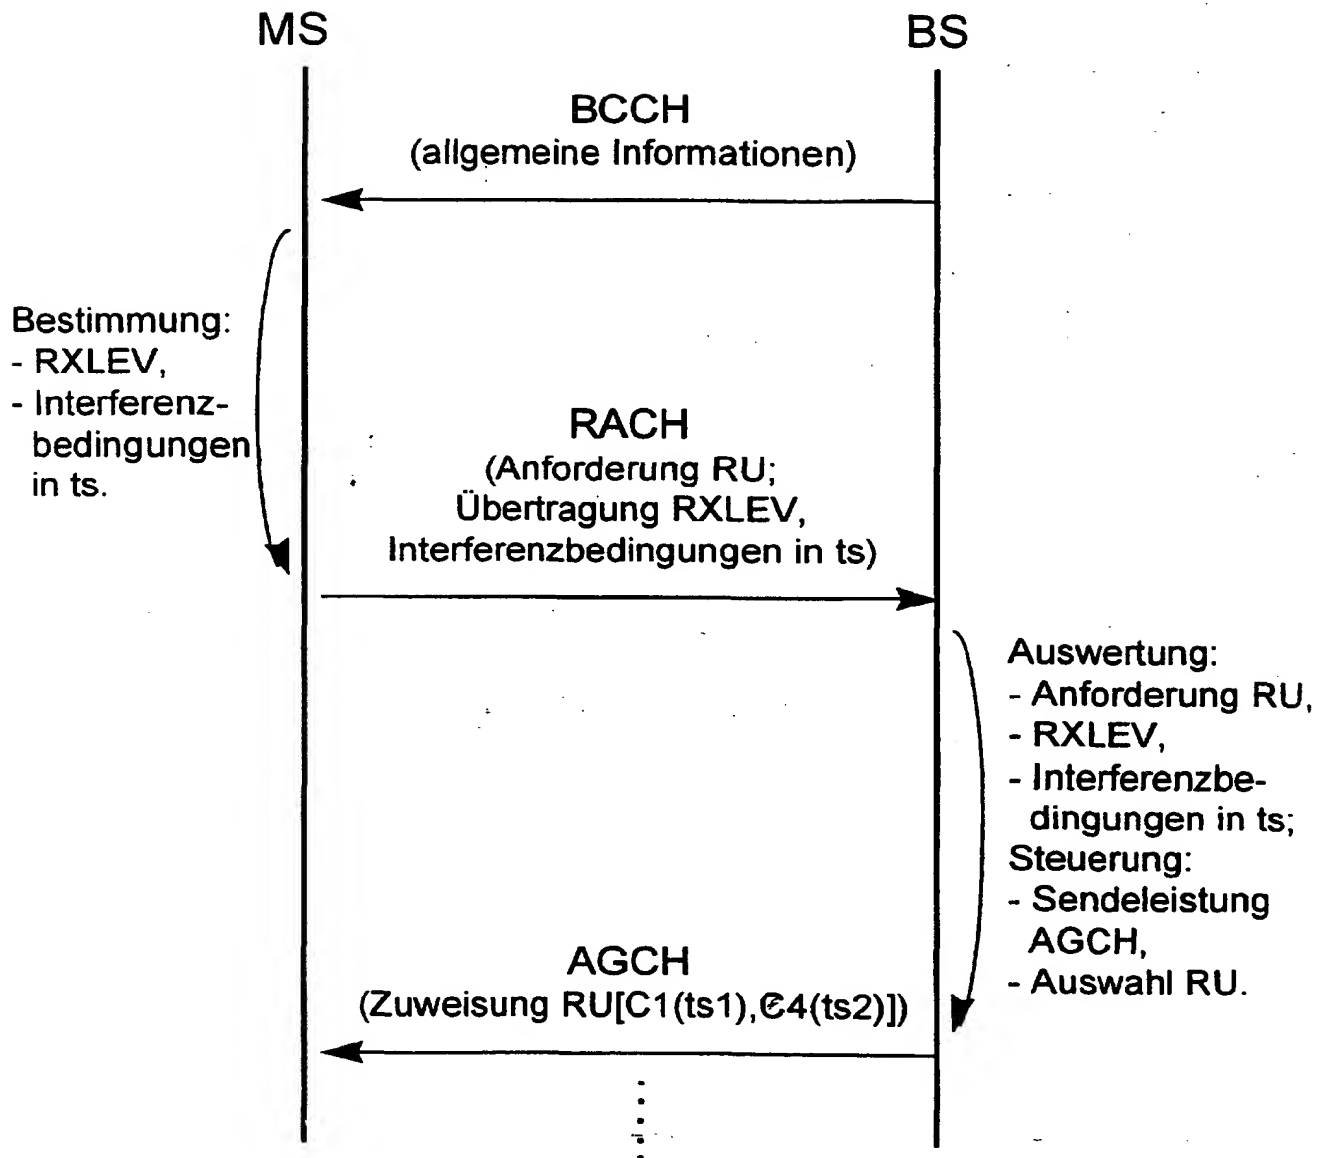 MS
BS
BCCH
(allgemeine Informationen)
Bestimmung:
- RXLEV,
- Interferenz-
bedingungen
in ts.
RACH
(Anforderung RU;
Übertragung RXLEV,
Interferenzbedingungen in ts)
Auswertung:
- Anforderung RU,
- RXLEV,
- Interferenzbe-
dingungen in ts;
Steuerung:
- Sendeleistung
AGCH,
- Auswahl RU.
AGCH
(Zuweisung RU[C1(ts1),C4(ts2)])